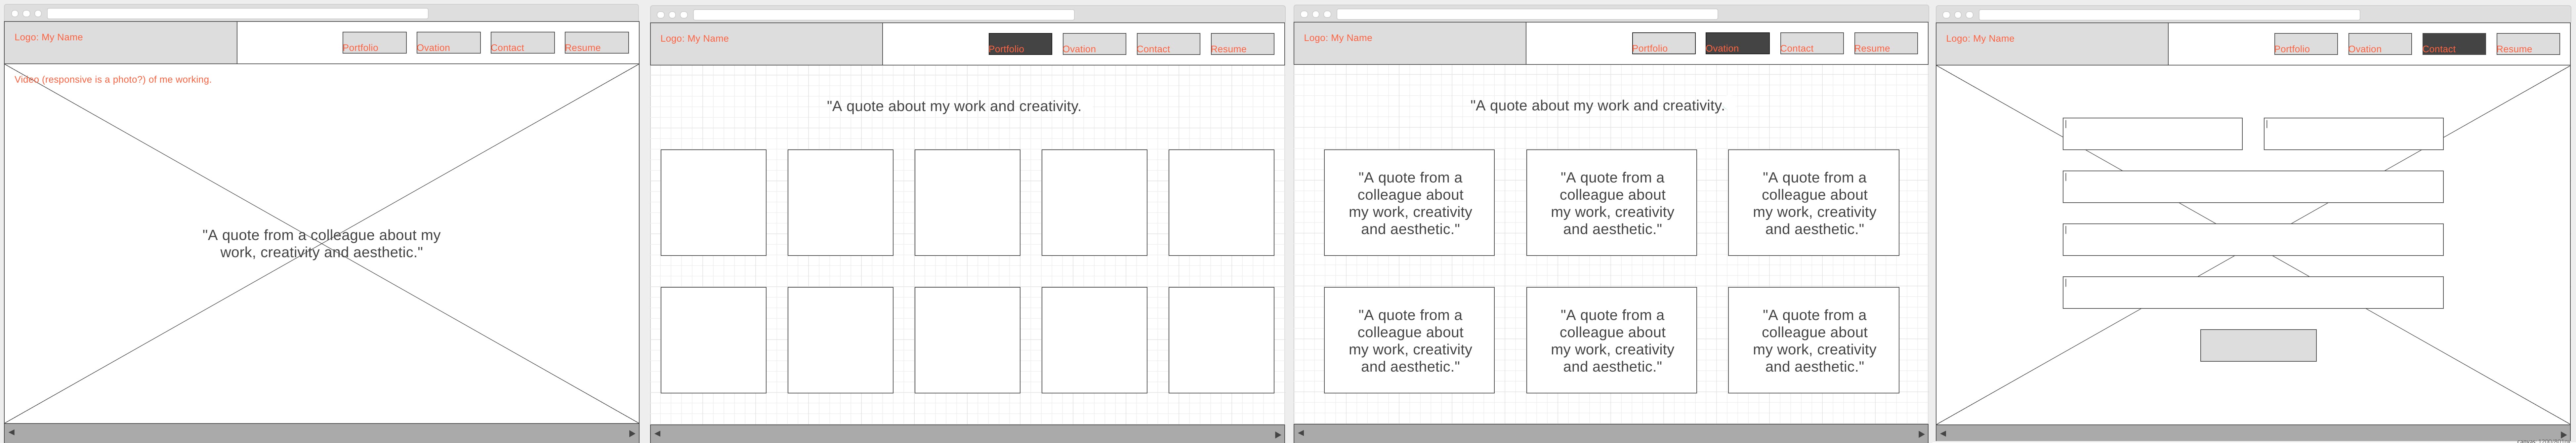 Logo: My Name
Portfolio
Ovation
Contact
Resume
Video (responsive is a photo?) of me working.
"A quote from a colleague about my
work, creativity and aesthetic."
Logo: My Name
Portfolio
Ovation
Contact
Resume
"A quote about my work and creativity.
Logo: My Name
Portfolio
Ovation
Contact
Resume
"A quote about my work and creativity.
"A quote from a
colleague about
my work, creativity
and aesthetic."
"A quote from a
colleague about
my work, creativity
and aesthetic."
"A quote from a
colleague about
my work, creativity
and aesthetic."
"A quote from a
colleague about
my work, creativity
and aesthetic."
"A quote from a
colleague about
my work, creativity
and aesthetic."
"A quote from a
colleague about
my work, creativity
and aesthetic."
Logo: My Name
Portfolio
Ovation
Contact
Resume